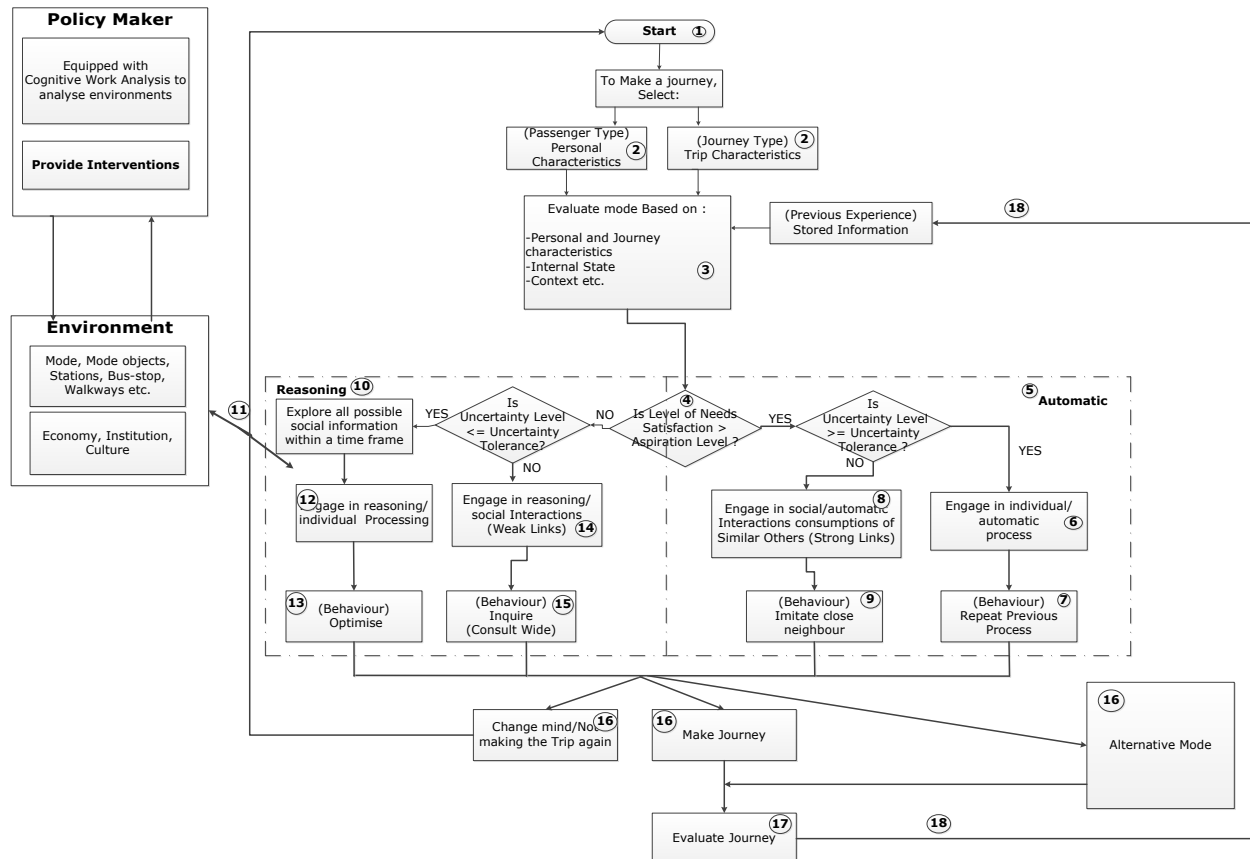 Policy Maker
Equipped with
Cognitive Work Analysis to
analyse environments
Provide Interventions
Environment
Mode, Mode objects,
Stations, Bus-stop,
Walkways etc.
Economy, Institution,
Culture
Start 1
To Make a journey,
Select:
(Passenger Type)
Personal
Characteristics
2
(Journey Type)
Trip Characteristics
2
Evaluate mode Based on :
-Personal and Journey
characteristics
-Internal State
-Context etc.
3
(Previous Experience)
Stored Information
18
Reasoning 10
11
Explore all possible
social information
within a time frame
YES
Is
Uncertainty Level
<= Uncertainty
Tolerance?
NO
NO
4
Is Level of Needs
Satisfaction >
Aspiration Level ?
YES
Is
Uncertainty Level
>= Uncertainty
Tolerance ?
NO
YES
5
Automatic
12
Engage in reasoning/
individual Processing
Engage in reasoning/
social Interactions
(Weak Links)
14
8
Engage in social/automatic
Interactions consumptions of
Similar Others (Strong Links)
Engage in individual/
automatic
process
6
13
(Behaviour)
Optimise
(Behaviour)
Inquire
(Consult Wide)
15
(Behaviour)
Imitate close
neighbour
9
(Behaviour)
Repeat Previous
Process
7
Change mind/Not
making the Trip again
16
16
Make Journey
16
Alternative Mode
Evaluate Journey
17
18